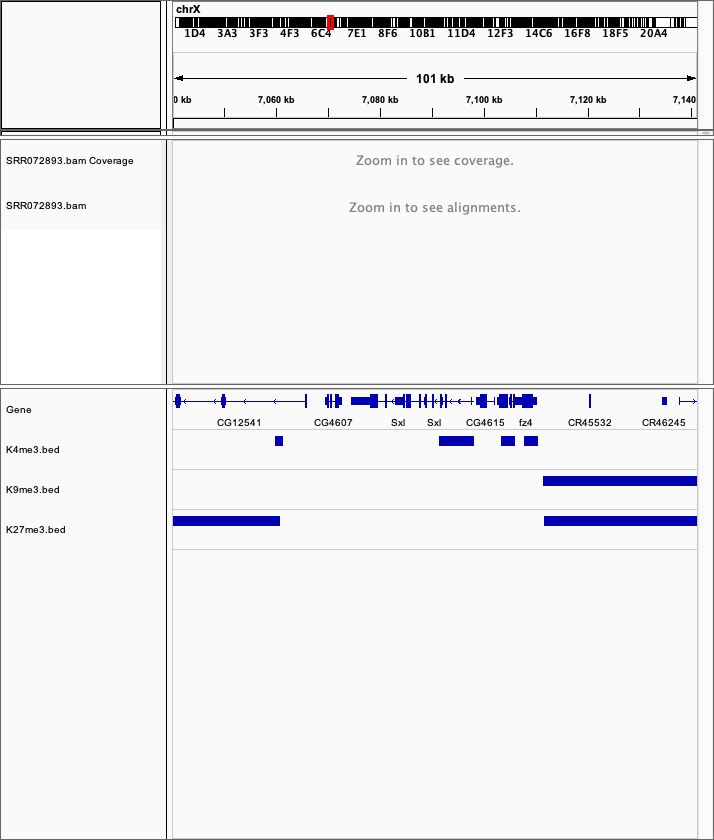 chrX
1D4 3A3 3F3 4F3 6C4 7E1 8F6 10B1 11D4 12F3 14C6 16F8 18F5 20A4
101 kb
0 kb 7,060 kb 7,080 kb 7,100 kb 7,120 kb 7,140
SRR072893.bam Coverage
Zoom in to see coverage.
SRR072893.bam
Zoom in to see alignments.
Gene
CG12541 CG4607 Sxl Sxl CG4615 fz4 CR45532 CR46245
K4me3.bed
K9me3.bed
K27me3.bed